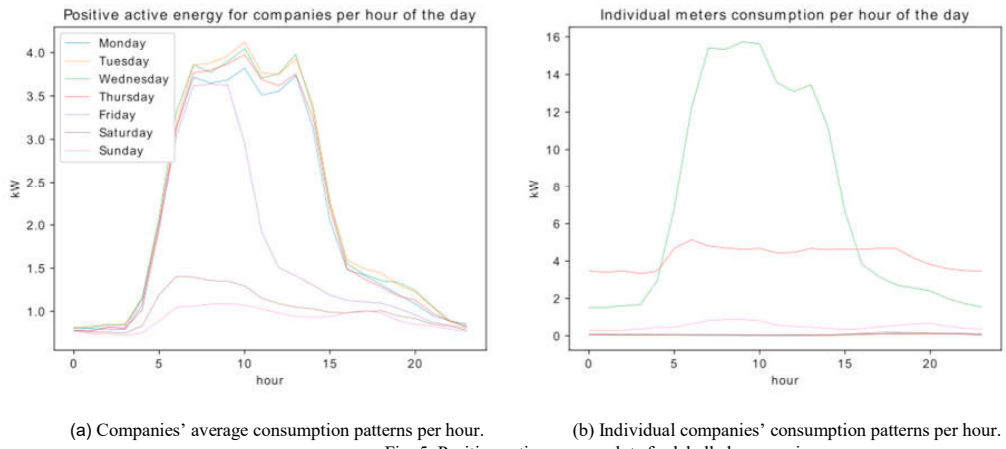 Positive active energy for companies per hour of the day
4.0
3.5
3.0
2.5
2.0
1.5
1.0
kW
Monday
Tuesday
Wednesday
Thursday
Friday
Saturday
Sunday
0 5 10 15 20
hour
Individual meters consumption per hour of the day
16
14
12
10
8
6
4
2
0
kW
0 5 10 15 20
hour
(a) Companies’ average consumption patterns per hour.
(b) Individual companies’ consumption patterns per hour.